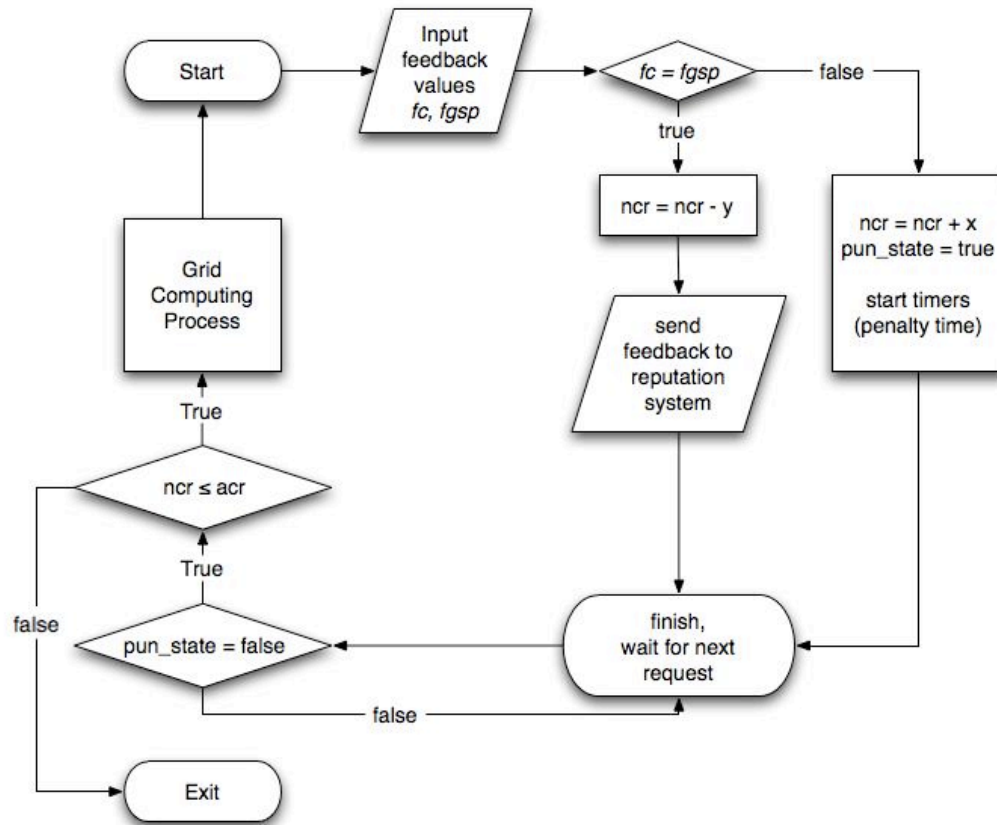 Start
Input
feedback
values
fc, fgsp
fc = fgsp
false
true
ncr = ncr - y
ncr = ncr + x
pun_state = true
start timers
(penalty time)
send
feedback to
reputation
system
Grid
Computing
Process
True
ncr ≤ acr
True
false
pun_state = false
finish,
wait for next
request
false
Exit